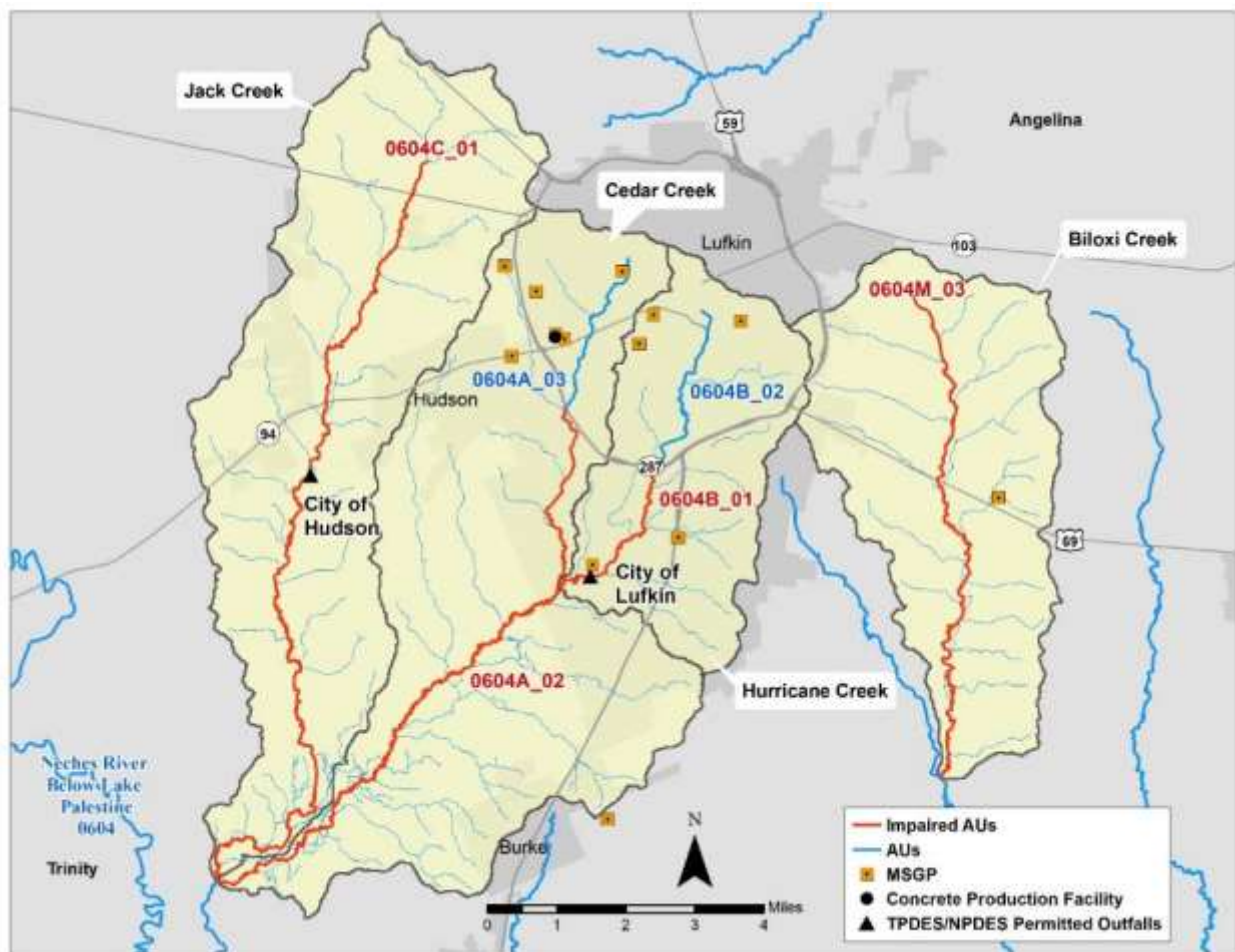 59
Angelina
Jack Creek
0604C_01
Cedar Creek
Lufkin
103
Biloxi Creek
0604M_03
0604A_03
0604B_02
Hudson
94
287
City of
Hudson
0604B_01
69
City of
Lufkin
0604A_02
Hurricane Creek
Neches River
Below Lake
Palestine
0604
Trinity
Burke
N
Miles
0 1 2 3 4
Impaired AUs
AUs
MSGP
Concrete Production Facility
TPDES/NPDES Permitted Outfalls